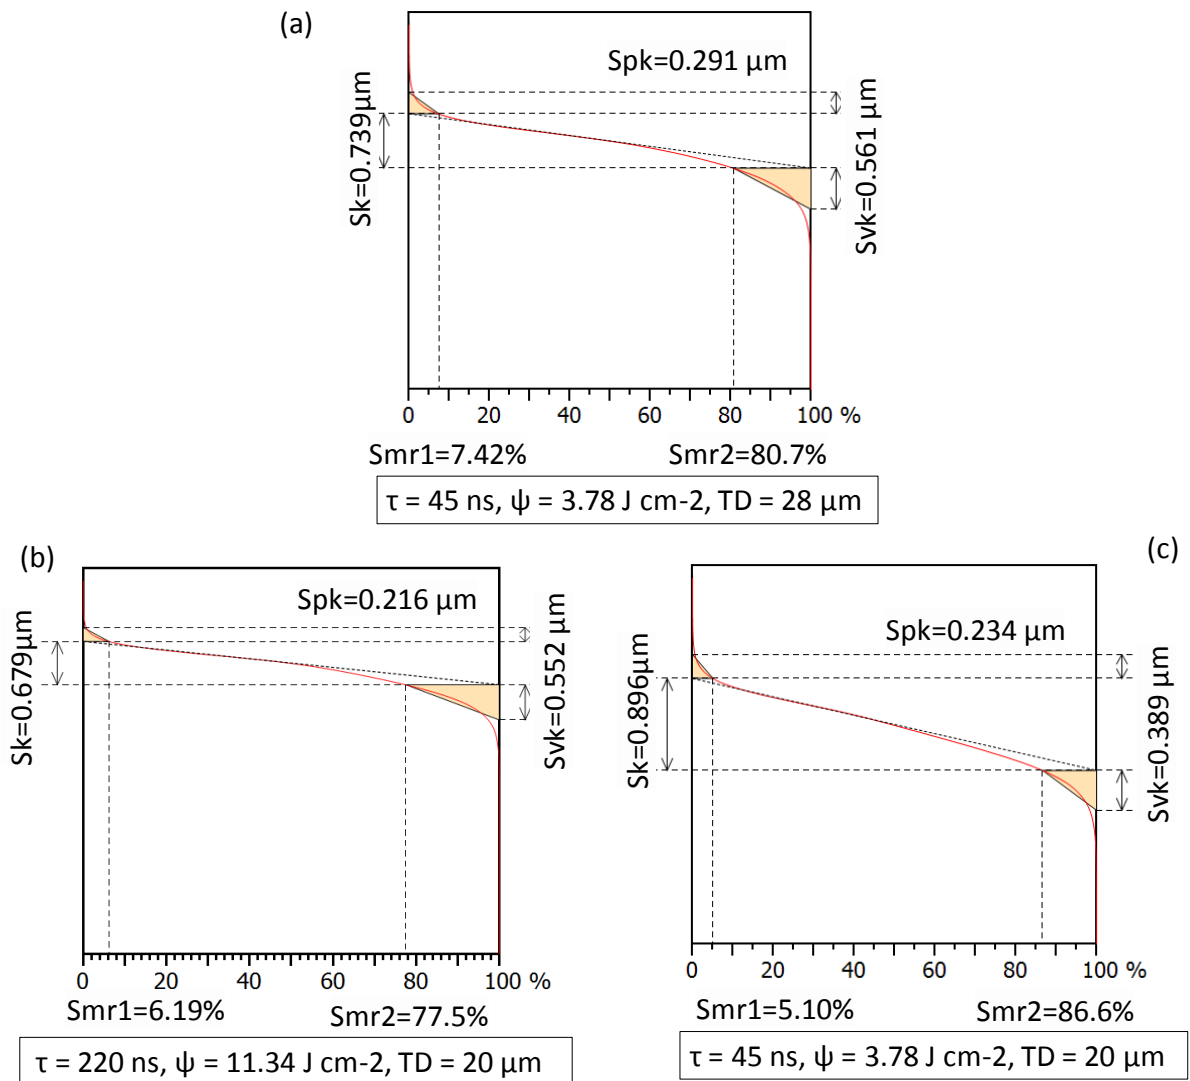 (a)
Spk=0.291 µm
Sk=0.739µm
Svk=0.561 µm
0 20 40 60 80 100 %
Smr1=7.42% Smr2=80.7%
τ = 45 ns, ψ = 3.78 J cm-2, TD = 28 µm
(b)
Spk=0.216 µm
Sk=0.679µm
Svk=0.552 µm
0 20 40 60 80 100 %
Smr1=6.19% Smr2=77.5%
τ = 220 ns, ψ = 11.34 J cm-2, TD = 20 µm
(c)
Spk=0.234 µm
Sk=0.896µm
Svk=0.389 µm
0 20 40 60 80 100 %
Smr1=5.10% Smr2=86.6%
τ = 45 ns, ψ = 3.78 J cm-2, TD = 20 µm